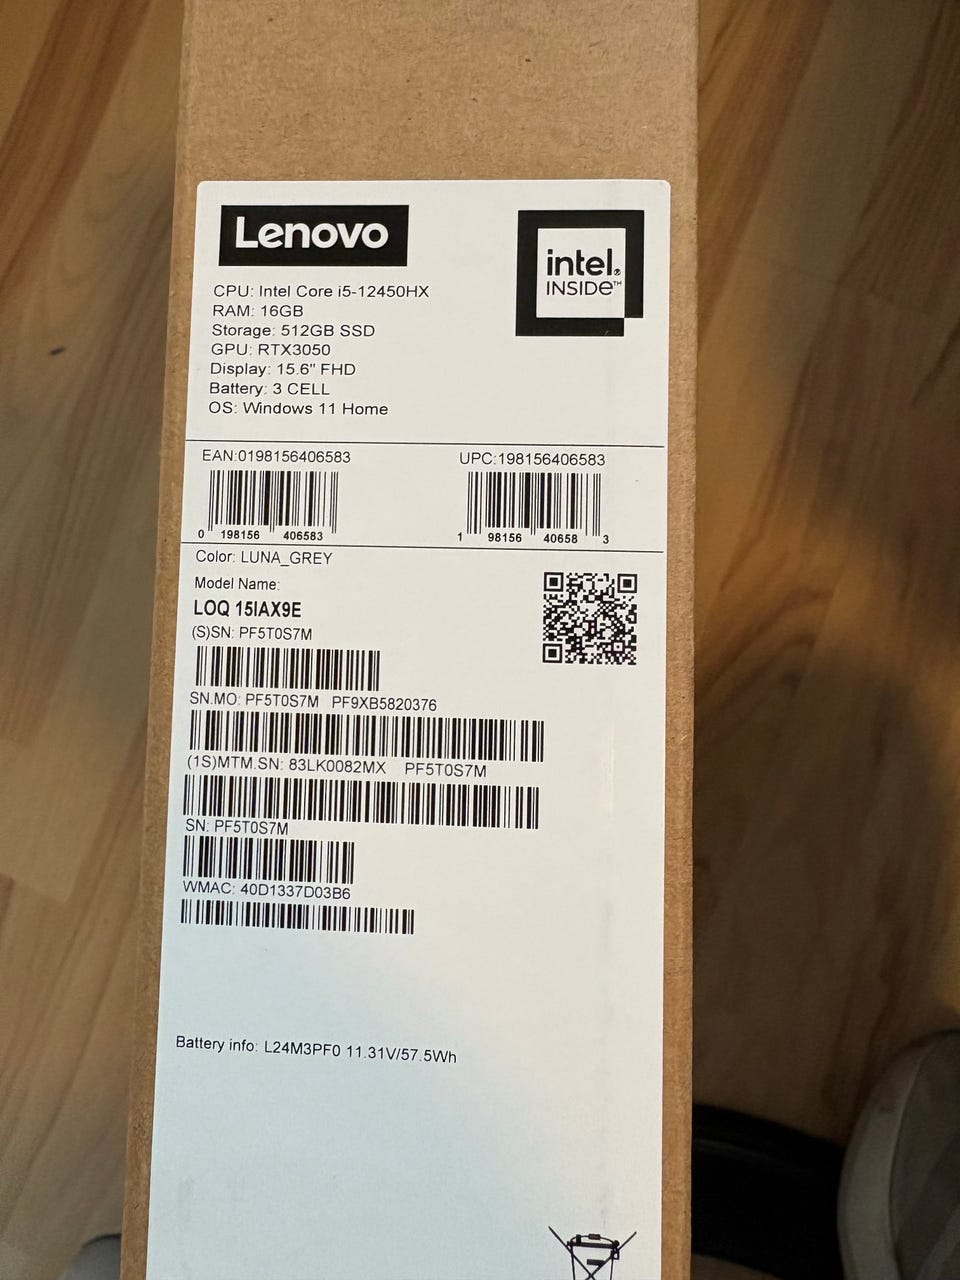 Lenovo
intel.
INSIDE™
CPU: Intel Core i5-12450HX
RAM: 16GB
Storage: 512GB SSD
GPU: RTX3050
Display: 15.6" FHD
Battery: 3 CELL
OS: Windows 11 Home
EAN:0198156406583
UPC:198156406583
0 198156 406583
1 98156 40658 3
Color: LUNA_GREY
Model Name:
LOQ 15IAX9E
(S)SN: PF5T0S7M
SN.MO: PF5T0S7M PF9XB5820376
(1S)MTM.SN: 83LK0082MX PF5T0S7M
SN: PF5T0S7M
WMAC: 40D1337D03B6
Battery info: L24M3PF0 11.31V/57.5Wh